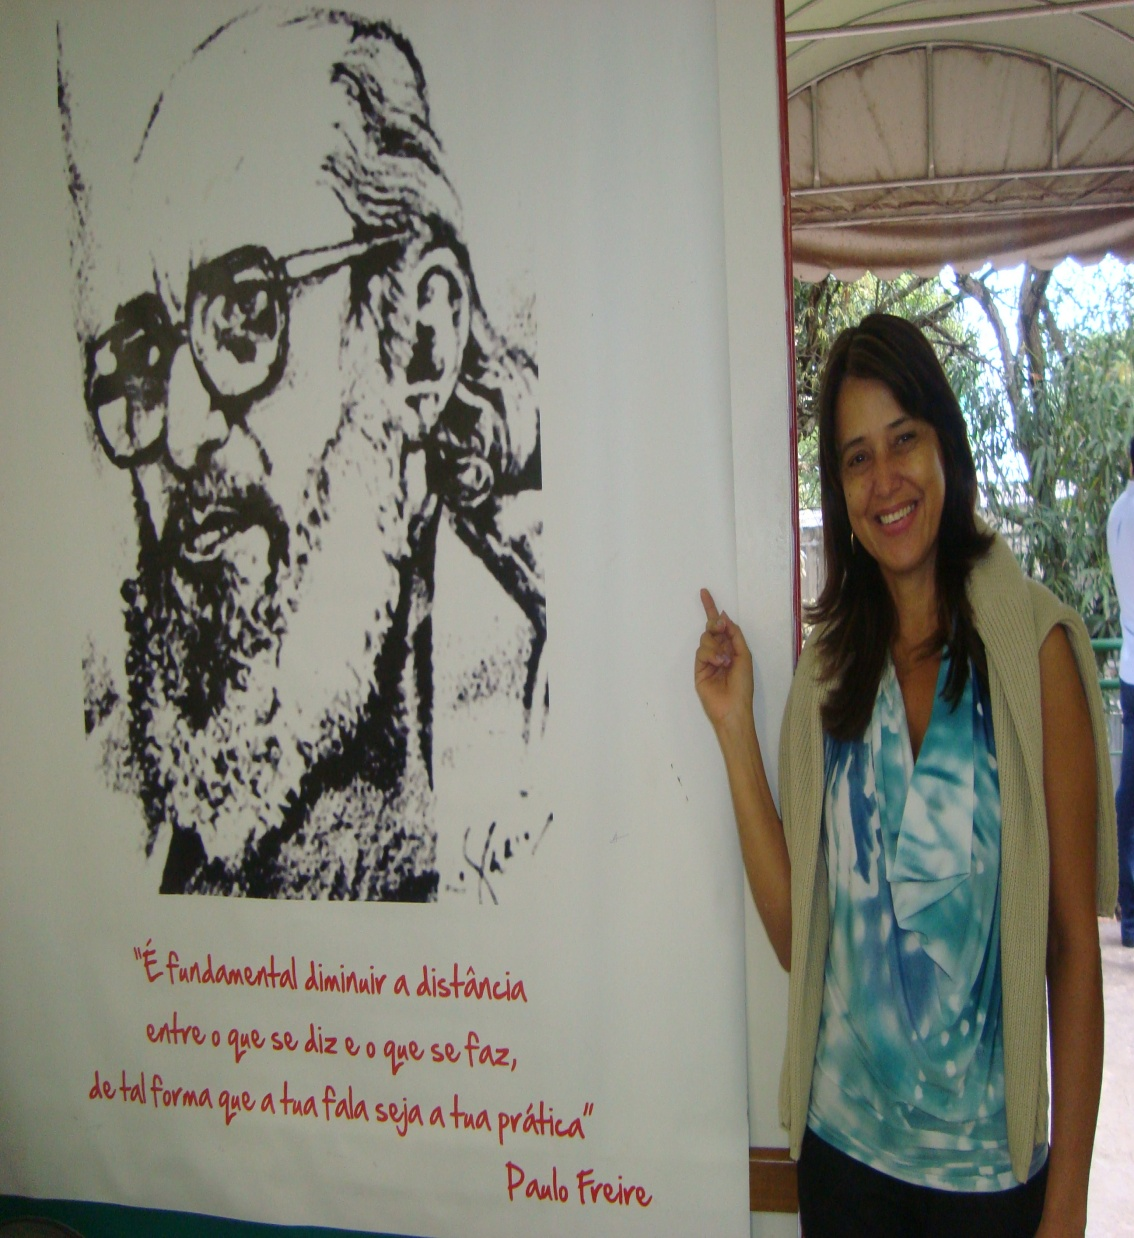 "É fundamental diminuir a distância
entre o que se diz e o que se faz,
de tal forma que a tua fala seja a tua prática"
Paulo Freire